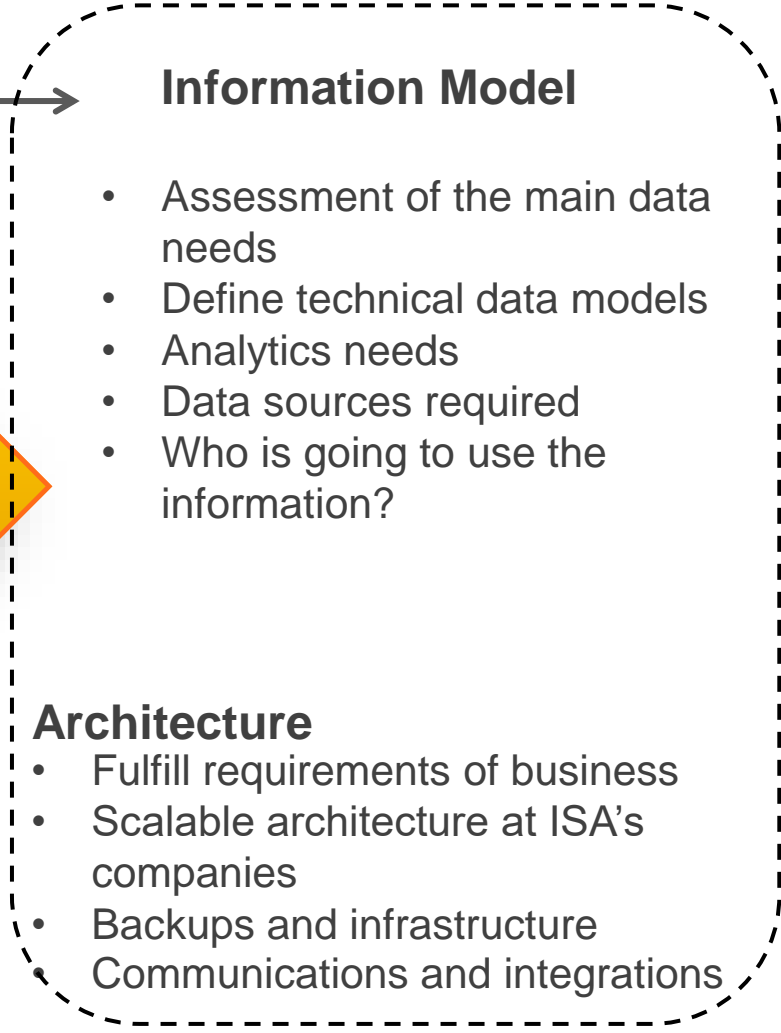 Information Model
• Assessment of the main data
needs
• Define technical data models
• Analytics needs
• Data sources required
• Who is going to use the
information?
Architecture
• Fulfill requirements of business
• Scalable architecture at ISA’s
companies
• Backups and infrastructure
• Communications and integrations